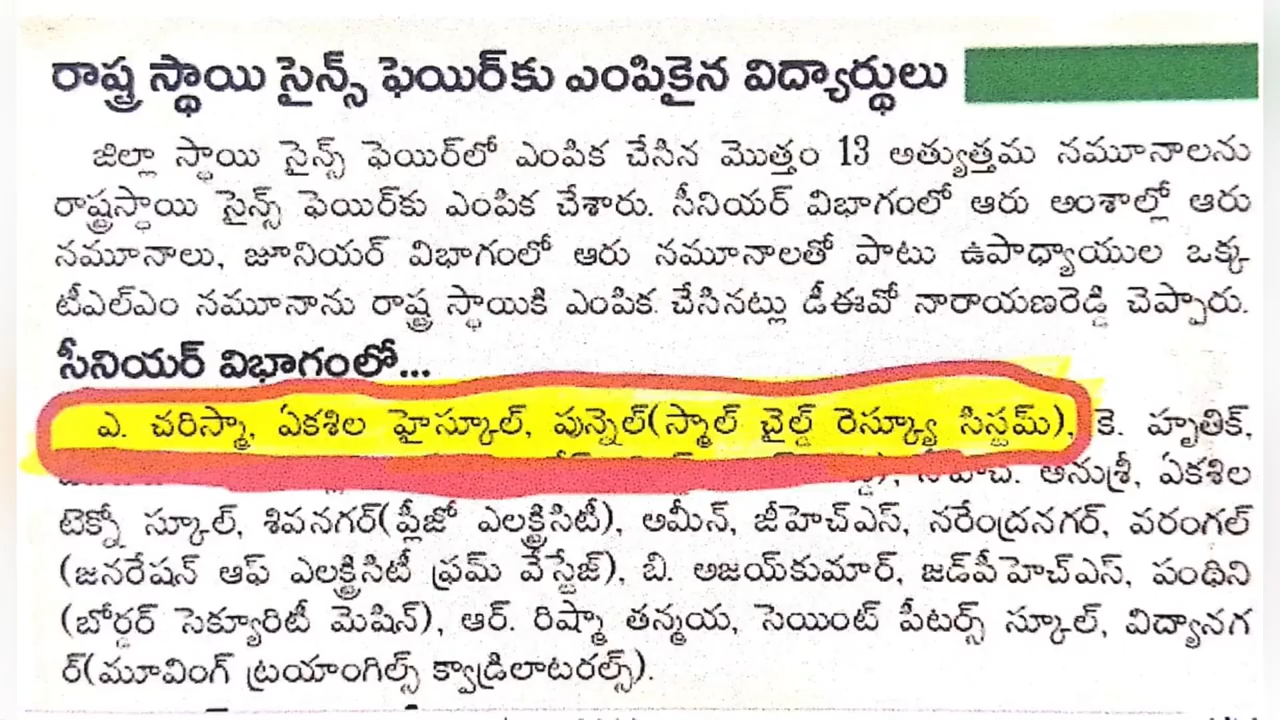 రాష్ట్ర స్థాయి సైన్స్ ఫెయిర్‌కు ఎంపికైన విద్యార్థులు
జిల్లా స్థాయి సైన్స్ ఫెయిర్‌లో ఎంపిక చేసిన మొత్తం 13 అత్యుత్తమ నమూనాలను
రాష్ట్రస్థాయి సైన్స్ ఫెయిర్‌కు ఎంపిక చేశారు. సీనియర్ విభాగంలో ఆరు అంశాల్లో ఆరు
నమూనాలు, జూనియర్ విభాగంలో ఆరు నమూనాలతో పాటు ఉపాధ్యాయుల ఒక్క
టీఎల్ఎం నమూనాను రాష్ట్ర స్థాయికి ఎంపిక చేసినట్లు డీఈవో నారాయణరెడ్డి చెప్పారు.
సీనియర్ విభాగంలో...
ఎ. చరిస్మా, ఏకశిల హైస్కూల్, పున్నెల్(స్మాల్ చైల్డ్ రెస్క్యూ సిస్టమ్), కె. హృతిక్,
అనుశ్రీ, ఏకశిల
టెక్నో స్కూల్, శివనగర్(ప్లీజో ఎలక్ట్రిసిటీ), అమీన్, జీహెచ్ఎస్, నరేంద్రనగర్, వరంగల్
(జనరేషన్ ఆఫ్ ఎలక్ట్రిసిటీ ఫ్రమ్ వేస్టేజ్), బి. అజయ్‌కుమార్, జడ్‌పీహెచ్ఎస్, పంథిని
(బోర్డర్ సెక్యూరిటీ మెషిన్), ఆర్. రిష్మా తన్మయ, సెయింట్ పీటర్స్ స్కూల్, విద్యానగ
ర్(మూవింగ్ ట్రయాంగిల్స్ క్వాడ్రిలాటరల్స్).